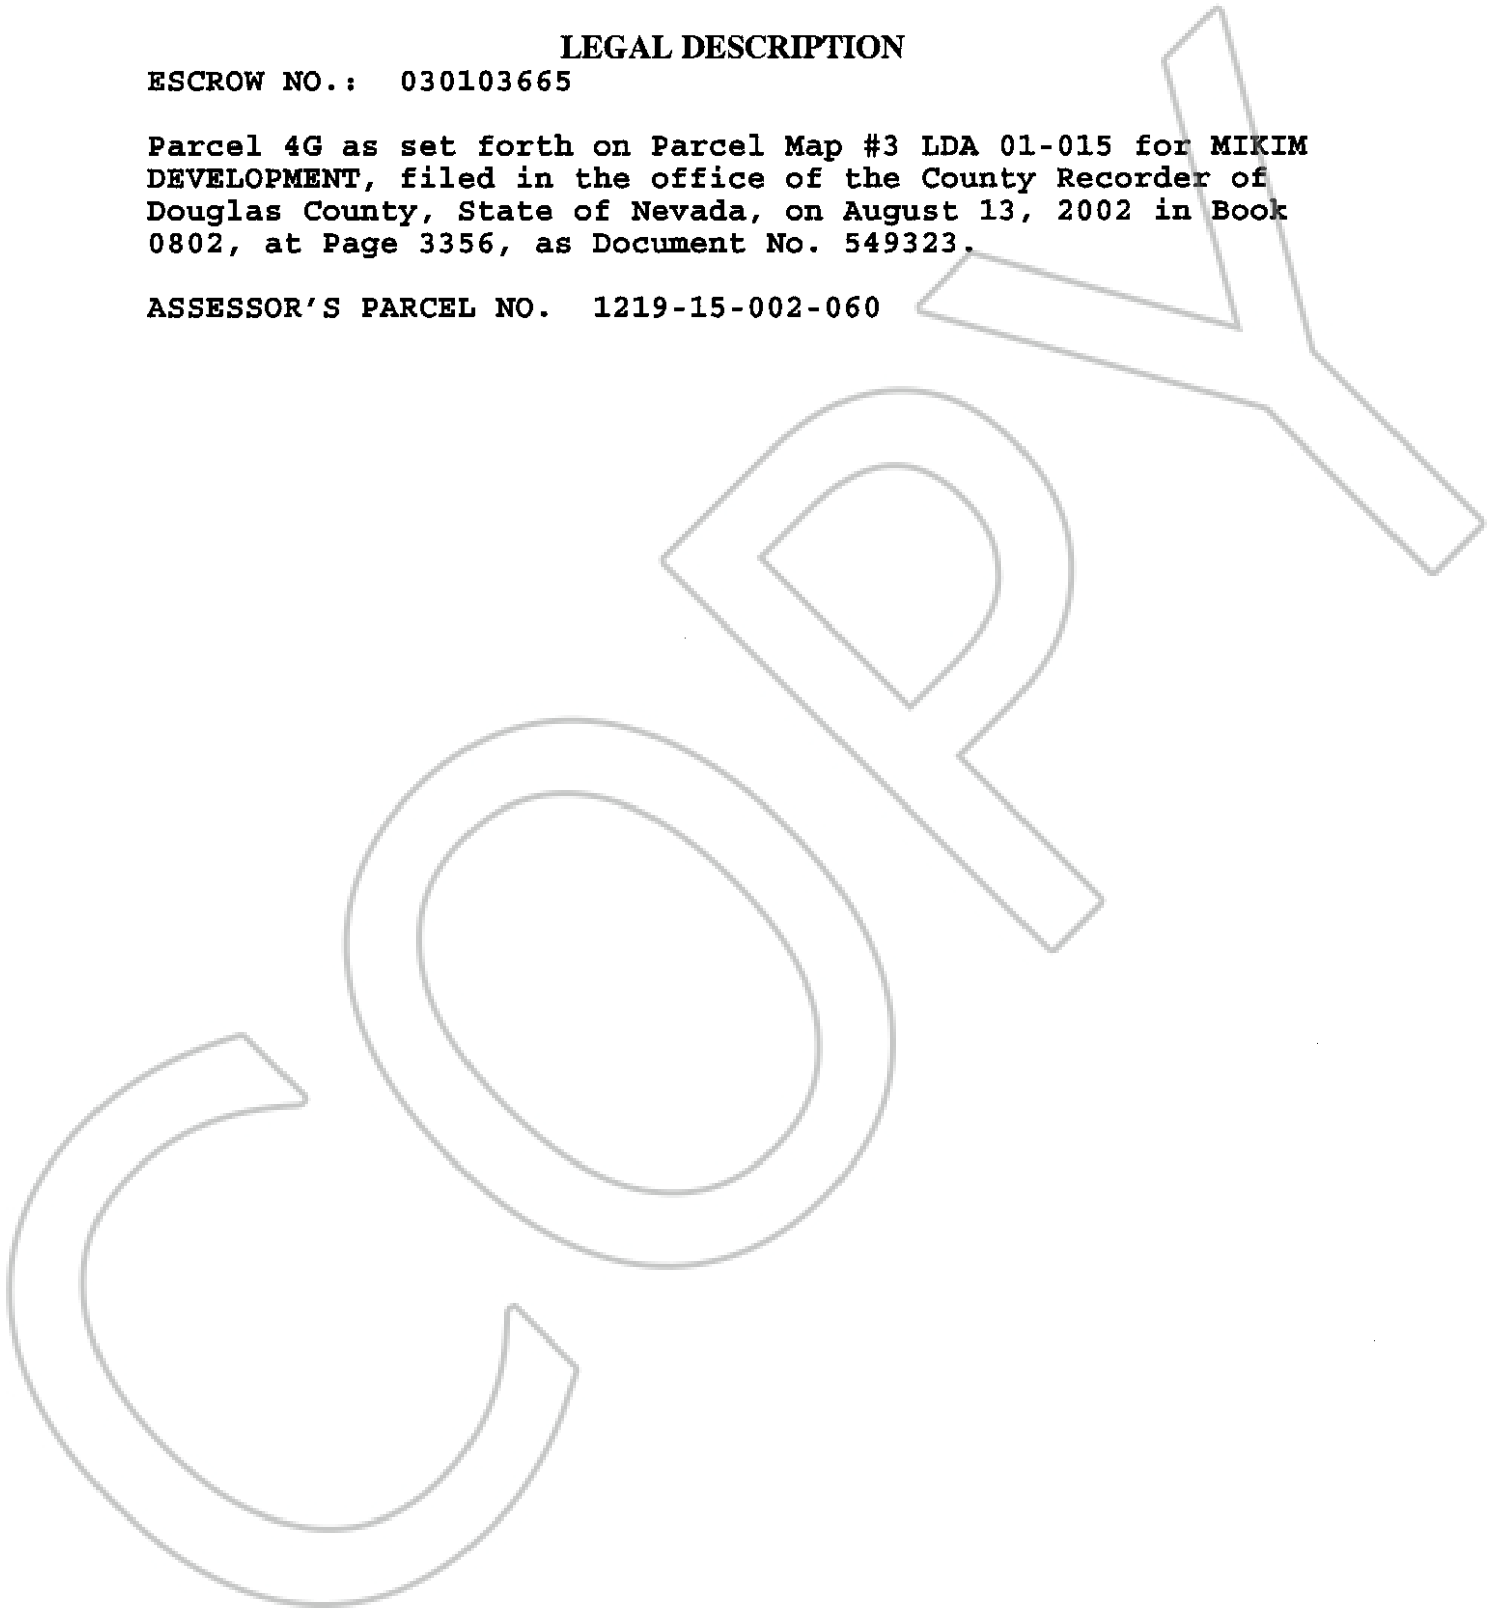 LEGAL DESCRIPTION
ESCROW NO.: 030103665
Parcel 4G as set forth on Parcel Map #3 LDA 01-015 for MIKIM
DEVELOPMENT, filed in the office of the County Recorder of
Douglas County, State of Nevada, on August 13, 2002 in Book
0802, at Page 3356, as Document No. 549323.
ASSESSOR'S PARCEL NO. 1219-15-002-060
COPY